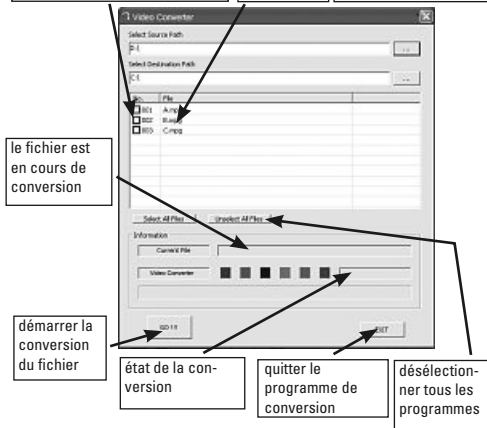 Video Converter
Select Source Path
D:\
...
Select Destination Path
C:\
...
No. File
001 A.mpg
002 B.mpg
003 C.mpg
le fichier est
en cours de
conversion
Select All Files
Unselect All Files
Information
Current File
Video Converter
GO !!
EXIT
démarrer la
conversion
du fichier
état de la con-
version
quitter le
programme de
conversion
désélection-
ner tous les
programmes